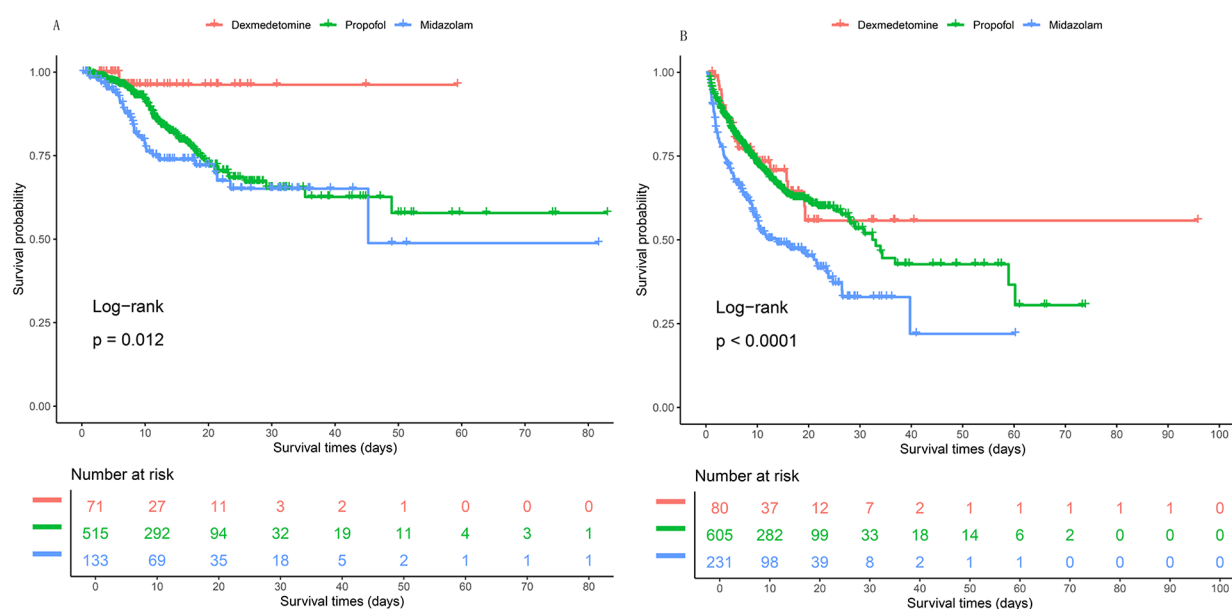 A
Dexmedetomine Propofol Midazolam
1.00
0.75
0.50
0.25
0.00
Survival probability
Log−rank
p = 0.012
0 10 20 30 40 50 60 70 80
Survival times (days)
Number at risk
71 27 11 3 2 1 0 0 0
515 292 94 32 19 11 4 3 1
133 69 35 18 5 2 1 1 1
0 10 20 30 40 50 60 70 80
Survival times (days)
B
Dexmedetomine Propofol Midazolam
1.00
0.75
0.50
0.25
0.00
Survival probability
Log−rank
p < 0.0001
0 10 20 30 40 50 60 70 80 90 100
Survival times (days)
Number at risk
80 37 12 7 2 1 1 1 1 1 0
605 282 99 33 18 14 6 2 0 0 0
231 98 39 8 2 1 1 0 0 0 0
0 10 20 30 40 50 60 70 80 90 100
Survival times (days)